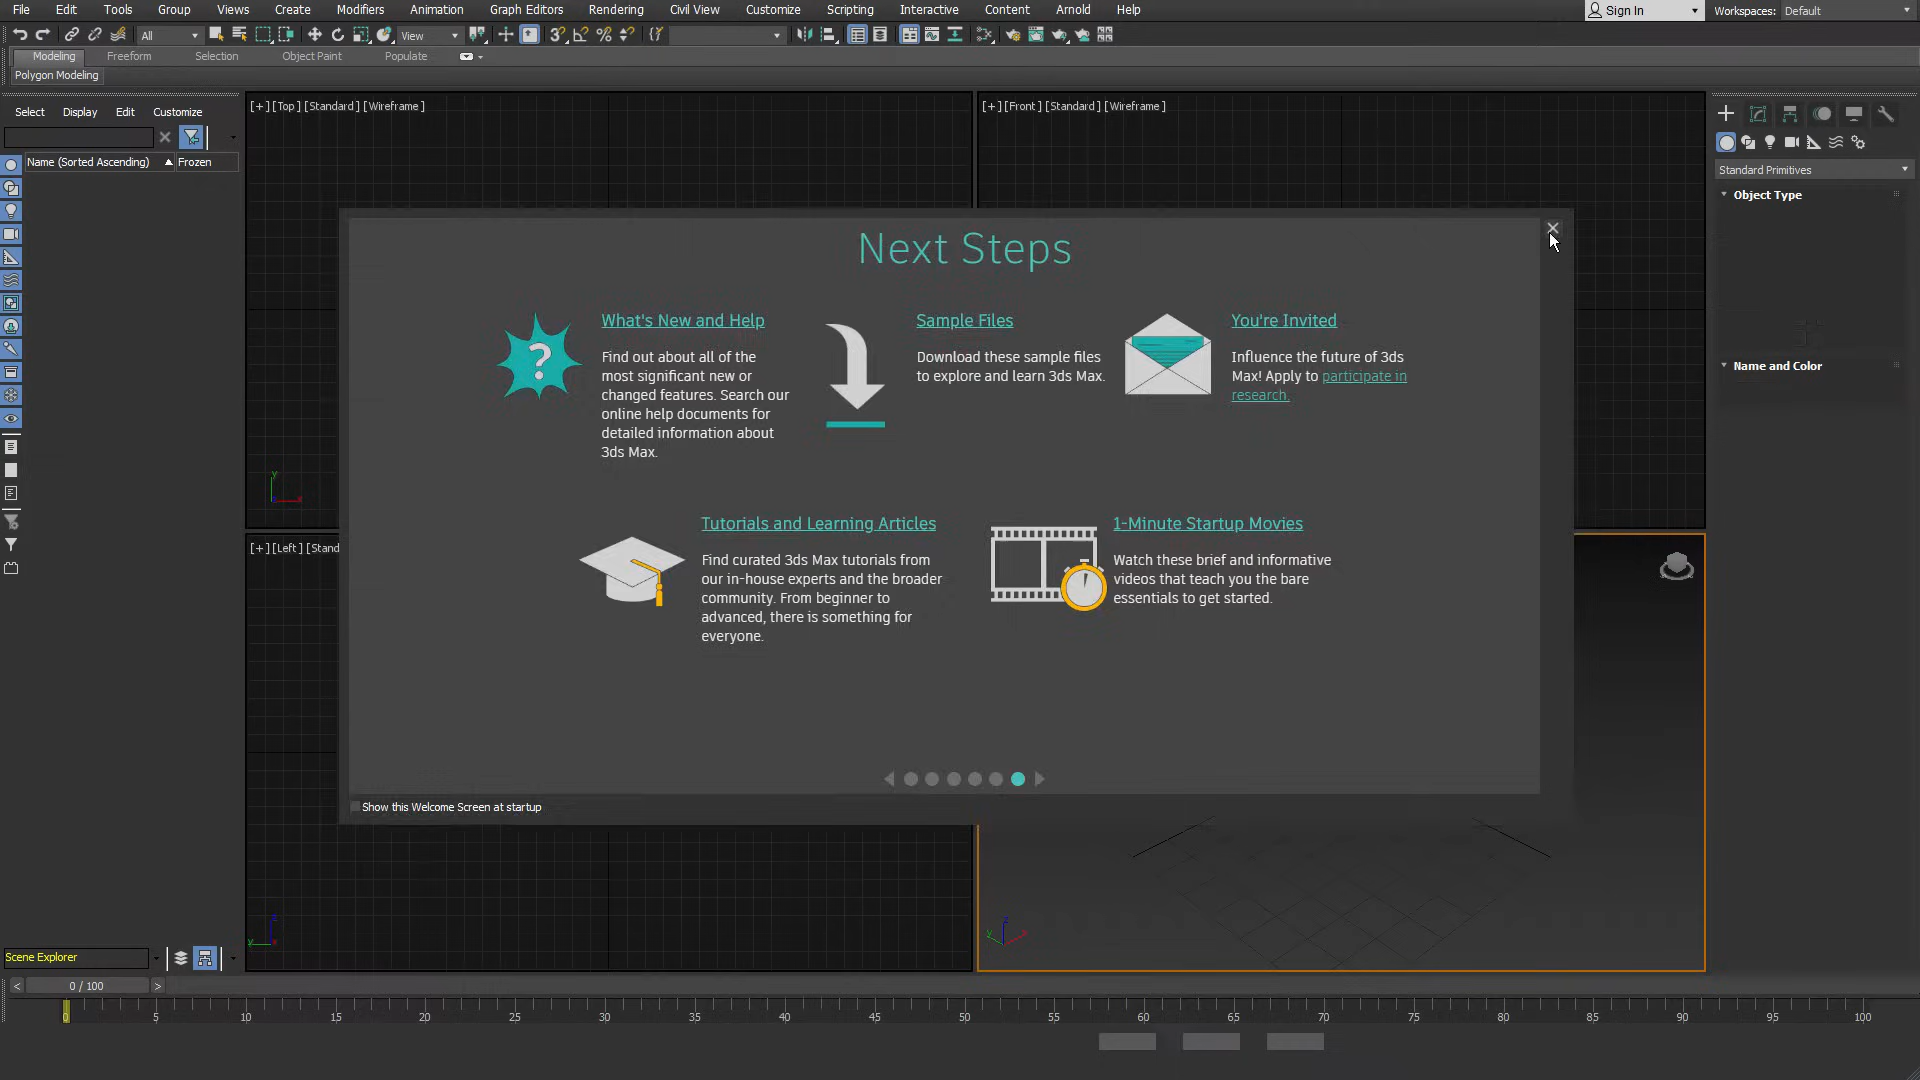 File Edit Tools Group Views Create Modifiers Animation Graph Editors Rendering Civil View Customize Scripting Interactive Content Arnold Help Sign In Workspaces: Default
All View
Modeling Freeform Selection Object Paint Populate
Polygon Modeling
Select Display Edit Customize
Name (Sorted Ascending) Frozen
[+] [Top] [Standard] [Wireframe]
[+] [Front] [Standard] [Wireframe]
Standard Primitives
Object Type
Name and Color
Next Steps
What's New and Help
Find out about all of the
most significant new or
changed features. Search our
online help documents for
detailed information about
3ds Max.
Sample Files
Download these sample files
to explore and learn 3ds Max.
You're Invited
Influence the future of 3ds
Max! Apply to participate in
research.
Tutorials and Learning Articles
Find curated 3ds Max tutorials from
our in-house experts and the broader
community. From beginner to
advanced, there is something for
everyone.
1-Minute Startup Movies
Watch these brief and informative
videos that teach you the bare
essentials to get started.
Show this Welcome Screen at startup
[+] [Left] [Stand
y x
z y x
z y x
Scene Explorer
< 0 / 100 >
0 5 10 15 20 25 30 35 40 45 50 55 60 65 70 75 80 85 90 95 100